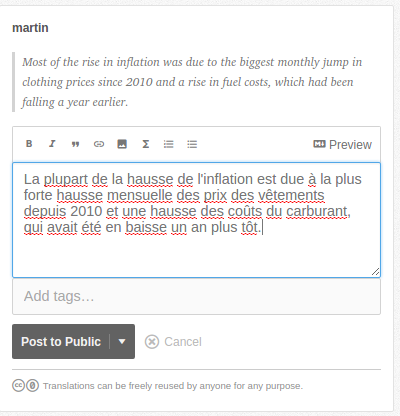 martin
Most of the rise in inflation was due to the biggest monthly jump in
clothing prices since 2010 and a rise in fuel costs, which had been
falling a year earlier.
B I " Σ Preview
La plupart de la hausse de l'inflation est due à la plus
forte hausse mensuelle des prix des vêtements
depuis 2010 et une hausse des coûts du carburant,
qui avait été en baisse un an plus tôt.
Add tags…
Post to Public Cancel
cc Translations can be freely reused by anyone for any purpose.